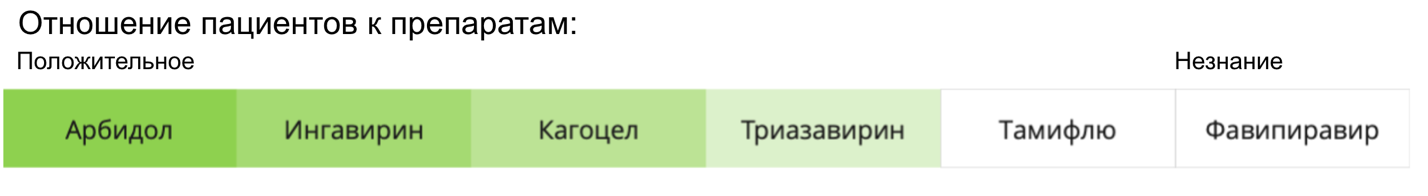 Отношение пациентов к препаратам:
Положительное Незнание
Арбидол Ингавирин Кагоцел Триазавирин Тамифлю Фавипиравир